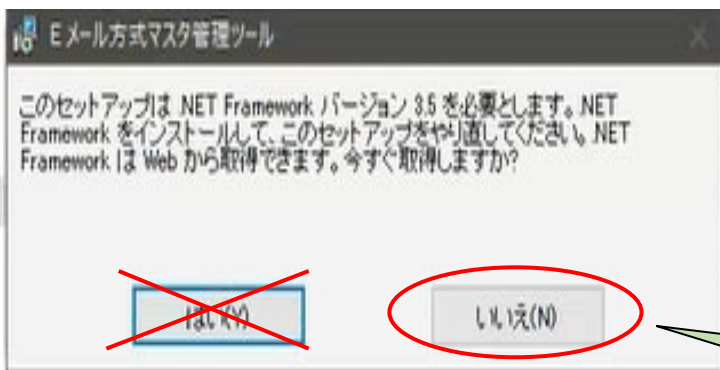 Eメール方式マスタ管理ツール
このセットアップは .NET Framework バージョン 3.5 を必要とします。.NET
Framework をインストールして、このセットアップをやり直してください。.NET
Framework は Web から取得できます。今すぐ取得しますか?
はい(Y)
いいえ(N)